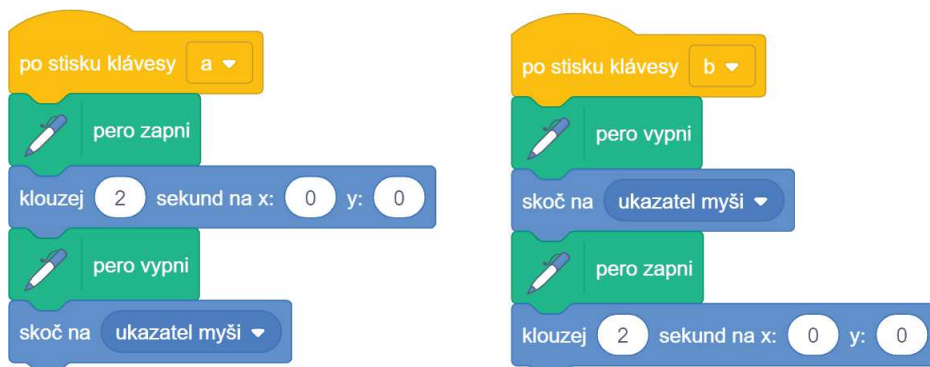 po stisku klávesy a
pero zapni
klouzej 2 sekund na x: 0 y: 0
pero vypni
skoč na ukazatel myši
po stisku klávesy b
pero vypni
skoč na ukazatel myši
pero zapni
klouzej 2 sekund na x: 0 y: 0